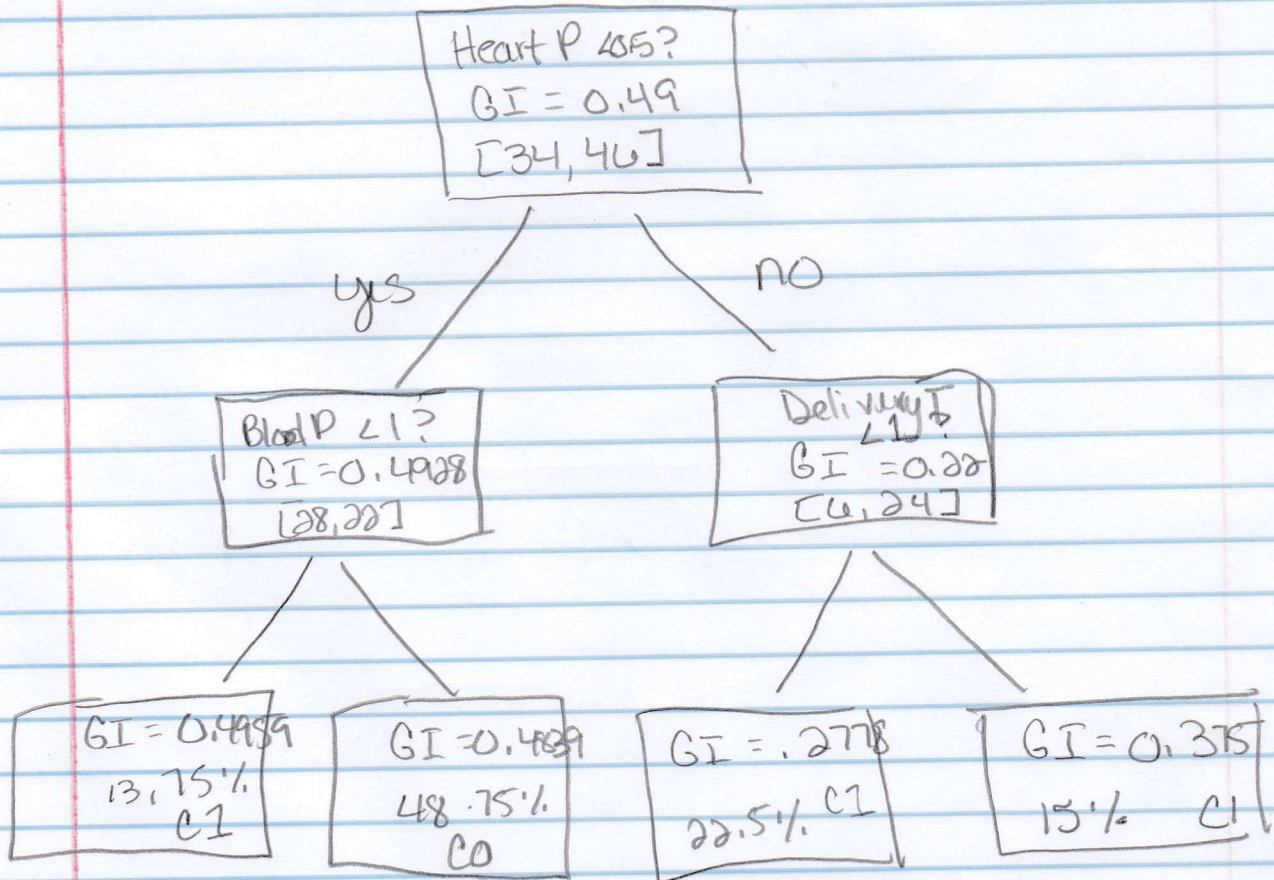 Heart P <0.5?
GI = 0.49
[34, 46]
yes
no
Blood P <1?
GI = 0.4928
[28,22]
Delivery T
<1?
GI = 0.22
[6, 24]
GI = 0.4959
13.75%
C1
GI = 0.4839
48.75%
C0
GI = .2778
22.5% C1
GI = 0.375
15% C1